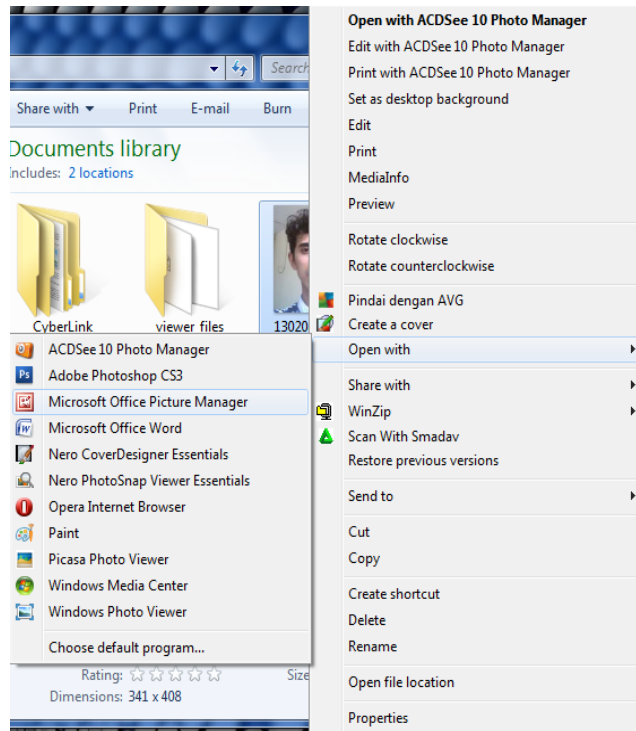 Search
Share with
Print
E-mail
Burn
Documents library
Includes: 2 locations
CyberLink
viewer files
13020
ACDSee 10 Photo Manager
Adobe Photoshop CS3
Microsoft Office Picture Manager
Microsoft Office Word
Nero CoverDesigner Essentials
Nero PhotoSnap Viewer Essentials
Opera Internet Browser
Paint
Picasa Photo Viewer
Windows Media Center
Windows Photo Viewer
Choose default program...
Rating:
Size
Dimensions: 341 x 408
Open with ACDSee 10 Photo Manager
Edit with ACDSee 10 Photo Manager
Print with ACDSee 10 Photo Manager
Set as desktop background
Edit
Print
MediaInfo
Preview
Rotate clockwise
Rotate counterclockwise
Pindai dengan AVG
Create a cover
Open with
Share with
WinZip
Scan With Smadav
Restore previous versions
Send to
Cut
Copy
Create shortcut
Delete
Rename
Open file location
Properties